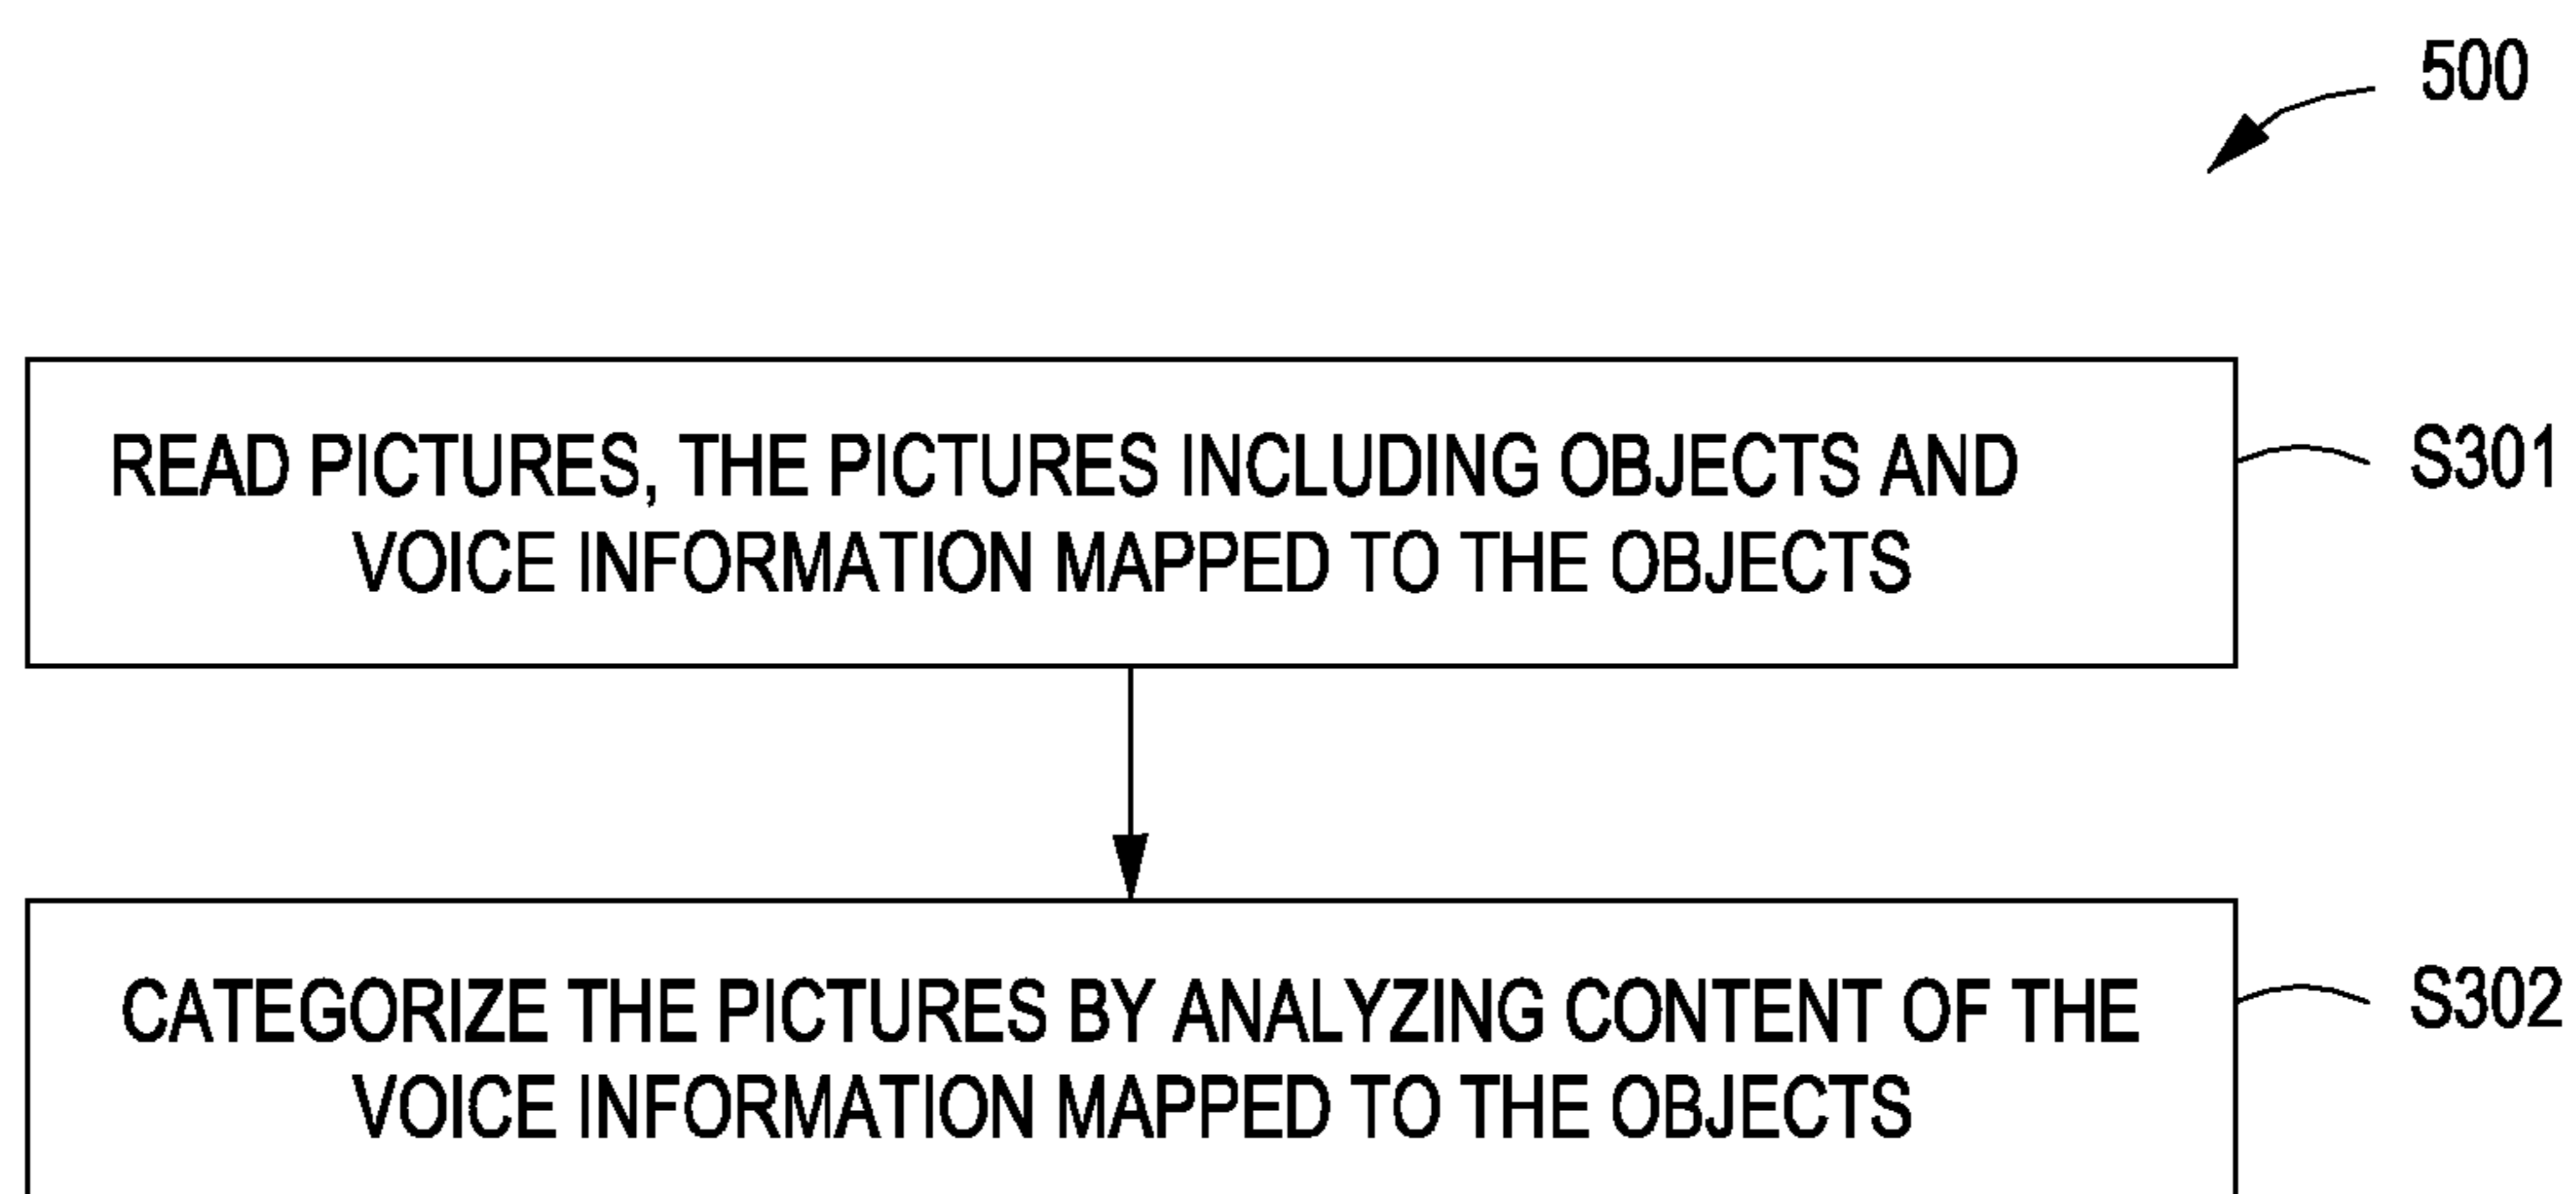 500
READ PICTURES, THE PICTURES INCLUDING OBJECTS AND
VOICE INFORMATION MAPPED TO THE OBJECTS
S301
CATEGORIZE THE PICTURES BY ANALYZING CONTENT OF THE
VOICE INFORMATION MAPPED TO THE OBJECTS
S302